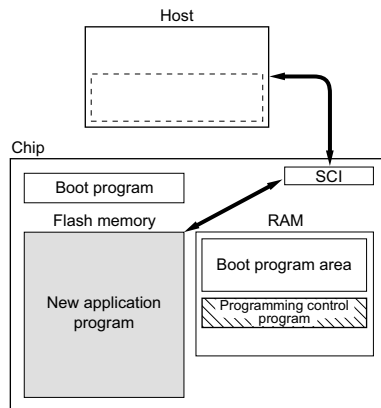 Host
Chip
SCI
Boot program
Flash memory
RAM
Boot program area
New application
program
Programming control
program